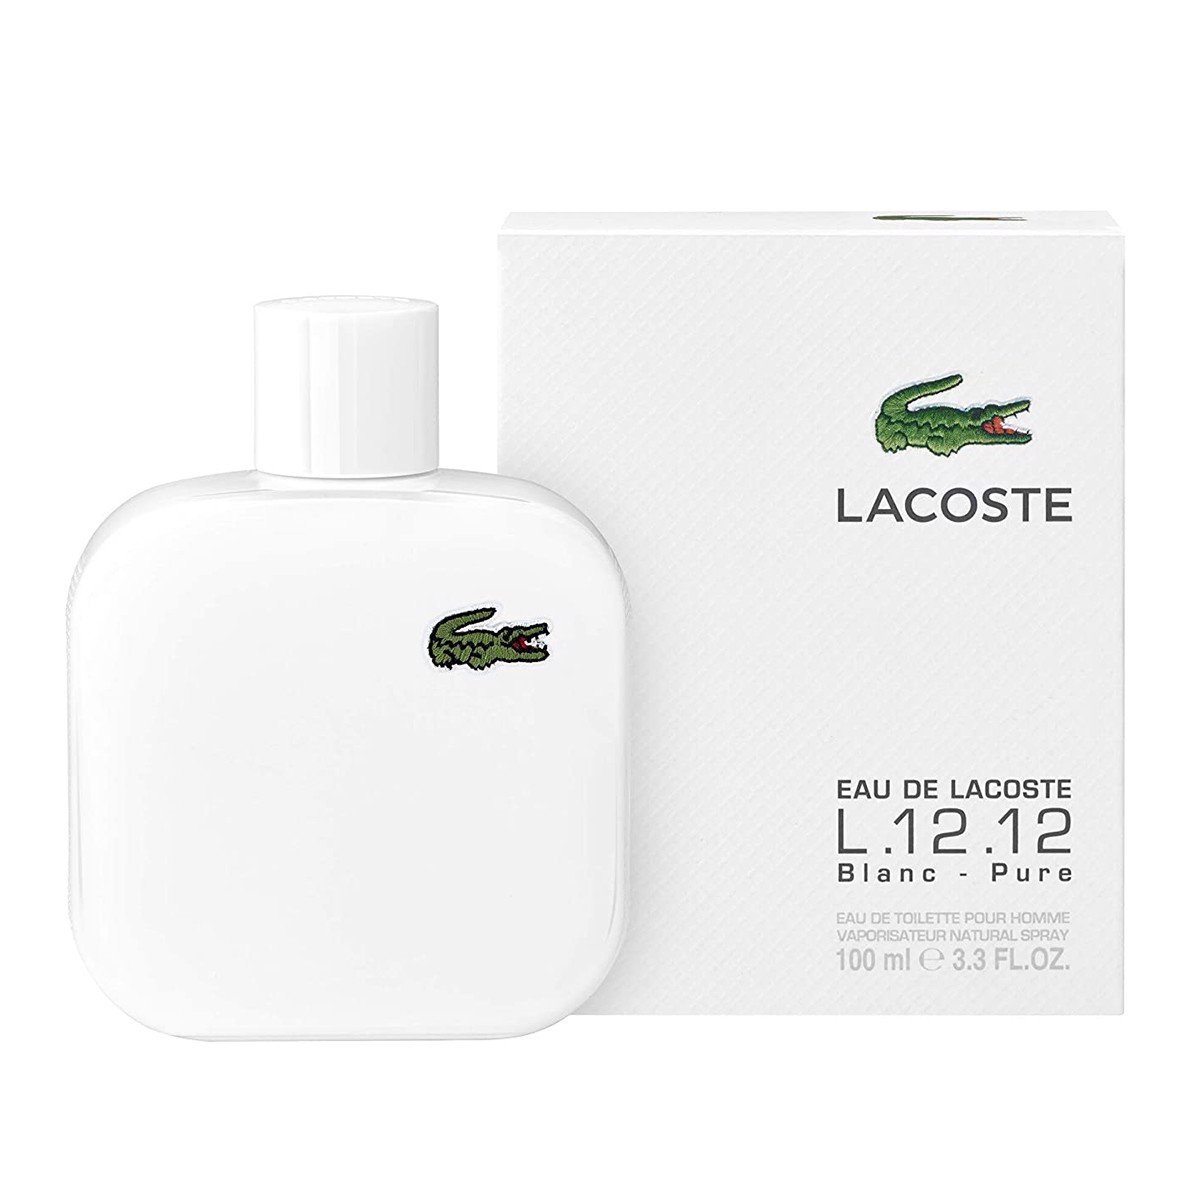 LACOSTE
EAU DE LACOSTE
L.12.12
Blanc - Pure
EAU DE TOILETTE POUR HOMME
VAPORISATEUR NATURAL SPRAY
100 ml ℮ 3.3 FL.OZ.